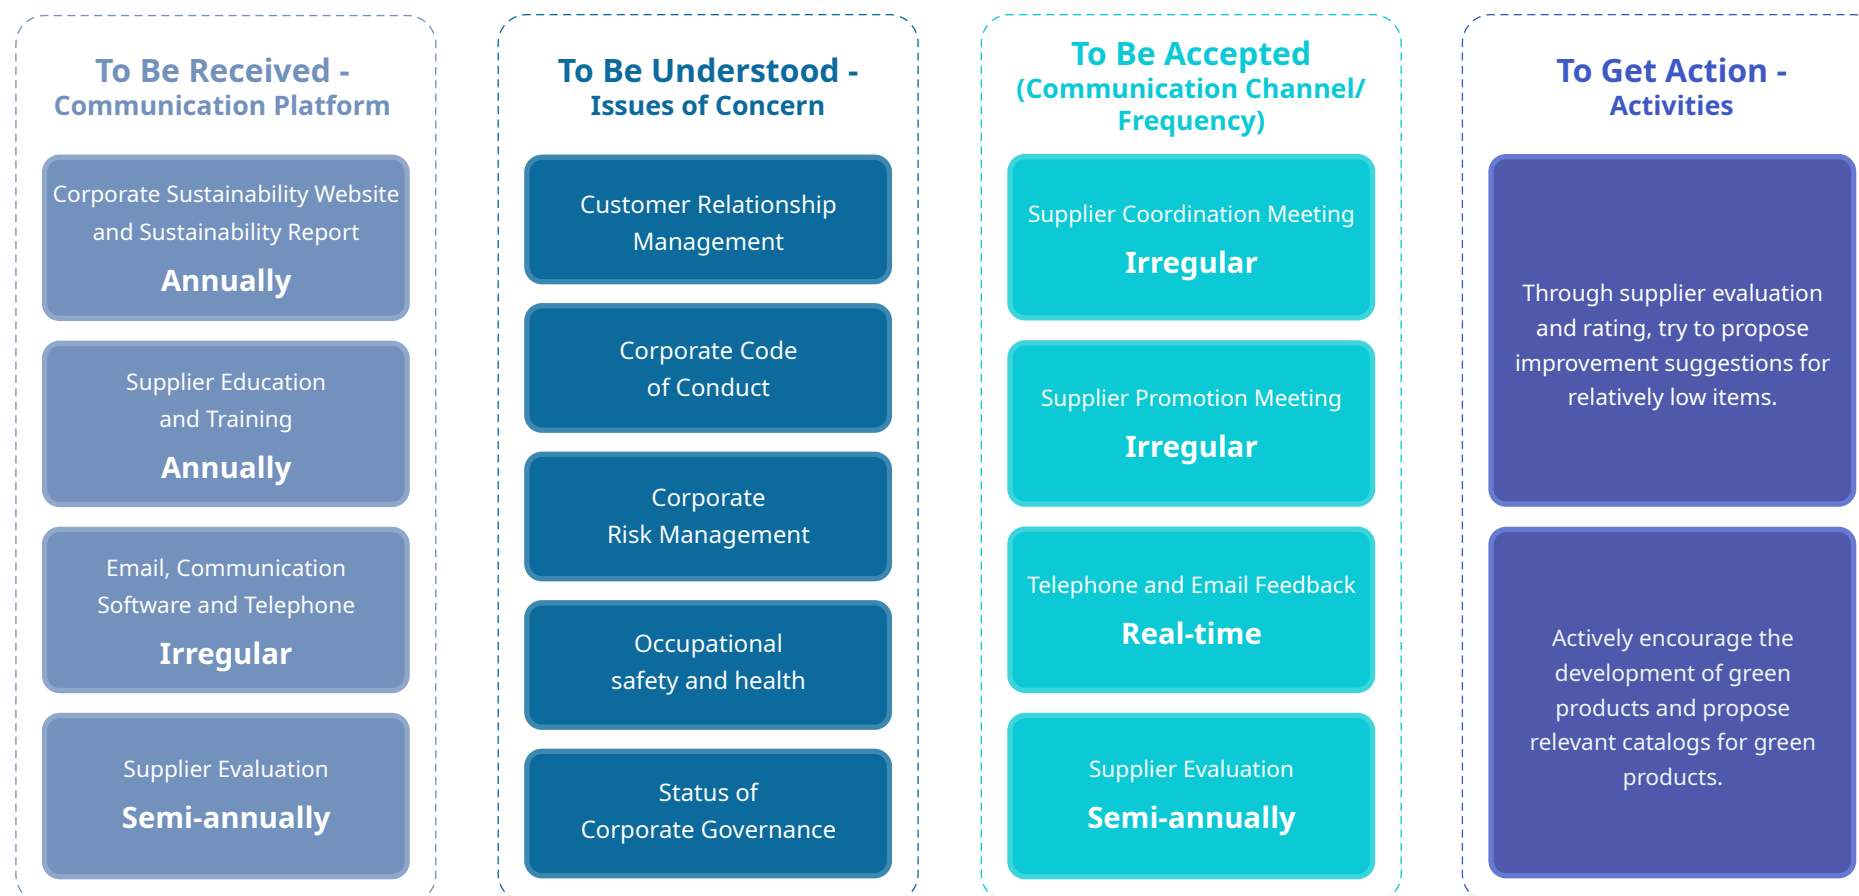 To Be Received -
Communication Platform
Corporate Sustainability Website
and Sustainability Report
Annually
Supplier Education
and Training
Annually
Email, Communication
Software and Telephone
Irregular
Supplier Evaluation
Semi-annually
To Be Understood -
Issues of Concern
Customer Relationship
Management
Corporate Code
of Conduct
Corporate
Risk Management
Occupational
safety and health
Status of
Corporate Governance
To Be Accepted
(Communication Channel/
Frequency)
Supplier Coordination Meeting
Irregular
Supplier Promotion Meeting
Irregular
Telephone and Email Feedback
Real-time
Supplier Evaluation
Semi-annually
To Get Action -
Activities
Through supplier evaluation
and rating, try to propose
improvement suggestions for
relatively low items.
Actively encourage the
development of green
products and propose
relevant catalogs for green
products.